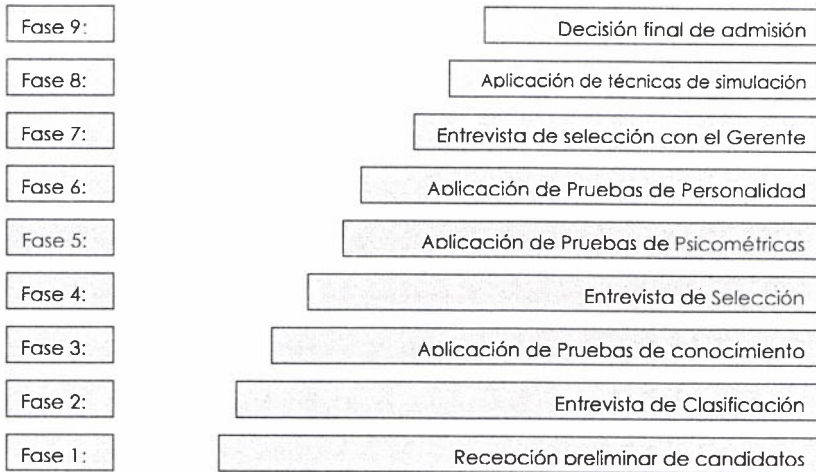 Fase 9: Decisión final de admisión
Fase 8: Aplicación de técnicas de simulación
Fase 7: Entrevista de selección con el Gerente
Fase 6: Aplicación de Pruebas de Personalidad
Fase 5: Aplicación de Pruebas de Psicométricas
Fase 4: Entrevista de Selección
Fase 3: Aplicación de Pruebas de conocimiento
Fase 2: Entrevista de Clasificación
Fase 1: Recepción preliminar de candidatos